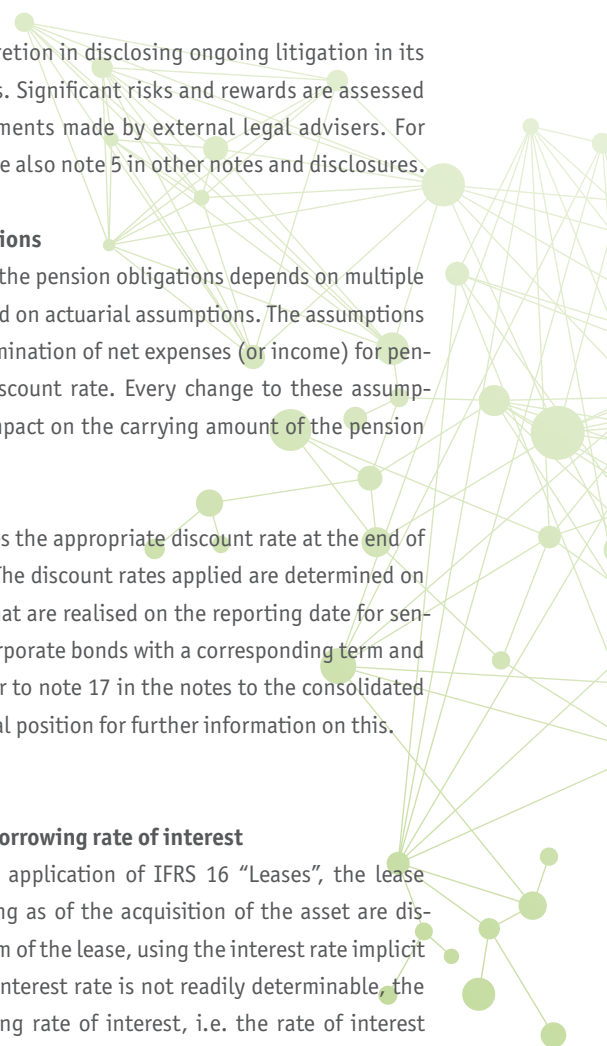 retion in disclosing ongoing litigation in its
s. Significant risks and rewards are assessed
ments made by external legal advisers. For
e also note 5 in other notes and disclosures.
ions
the pension obligations depends on multiple
d on actuarial assumptions. The assumptions
mination of net expenses (or income) for pen-
scount rate. Every change to these assump-
mpact on the carrying amount of the pension
es the appropriate discount rate at the end of
The discount rates applied are determined on
at are realised on the reporting date for sen-
rporate bonds with a corresponding term and
r to note 17 in the notes to the consolidated
al position for further information on this.
orrowing rate of interest
application of IFRS 16 “Leases”, the lease
ng as of the acquisition of the asset are dis-
m of the lease, using the interest rate implicit
nterest rate is not readily determinable, the
ng rate of interest, i.e. the rate of interest